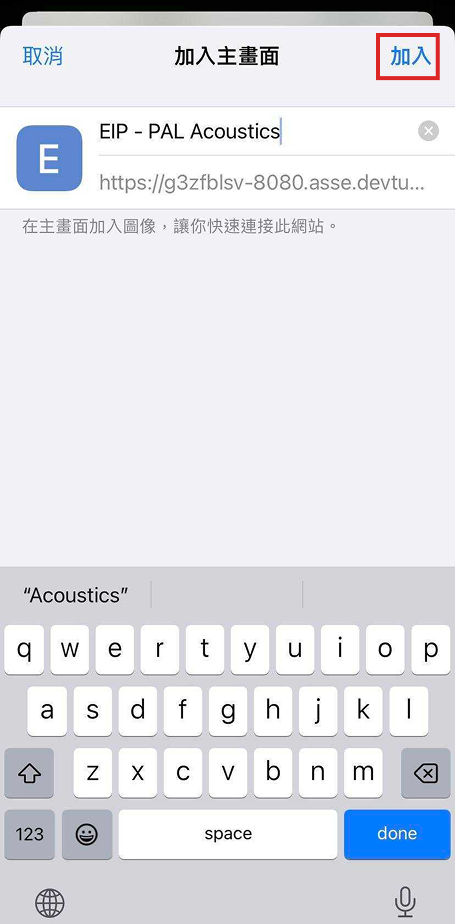 取消 加入主畫面 加入
E
EIP - PAL Acoustics
https://g3zfblsv-8080.asse.devtu...
在主畫面加入圖像，讓你快速連接此網站。
“Acoustics”
q w e r t y u i o p
a s d f g h j k l
z x c v b n m
123 space done